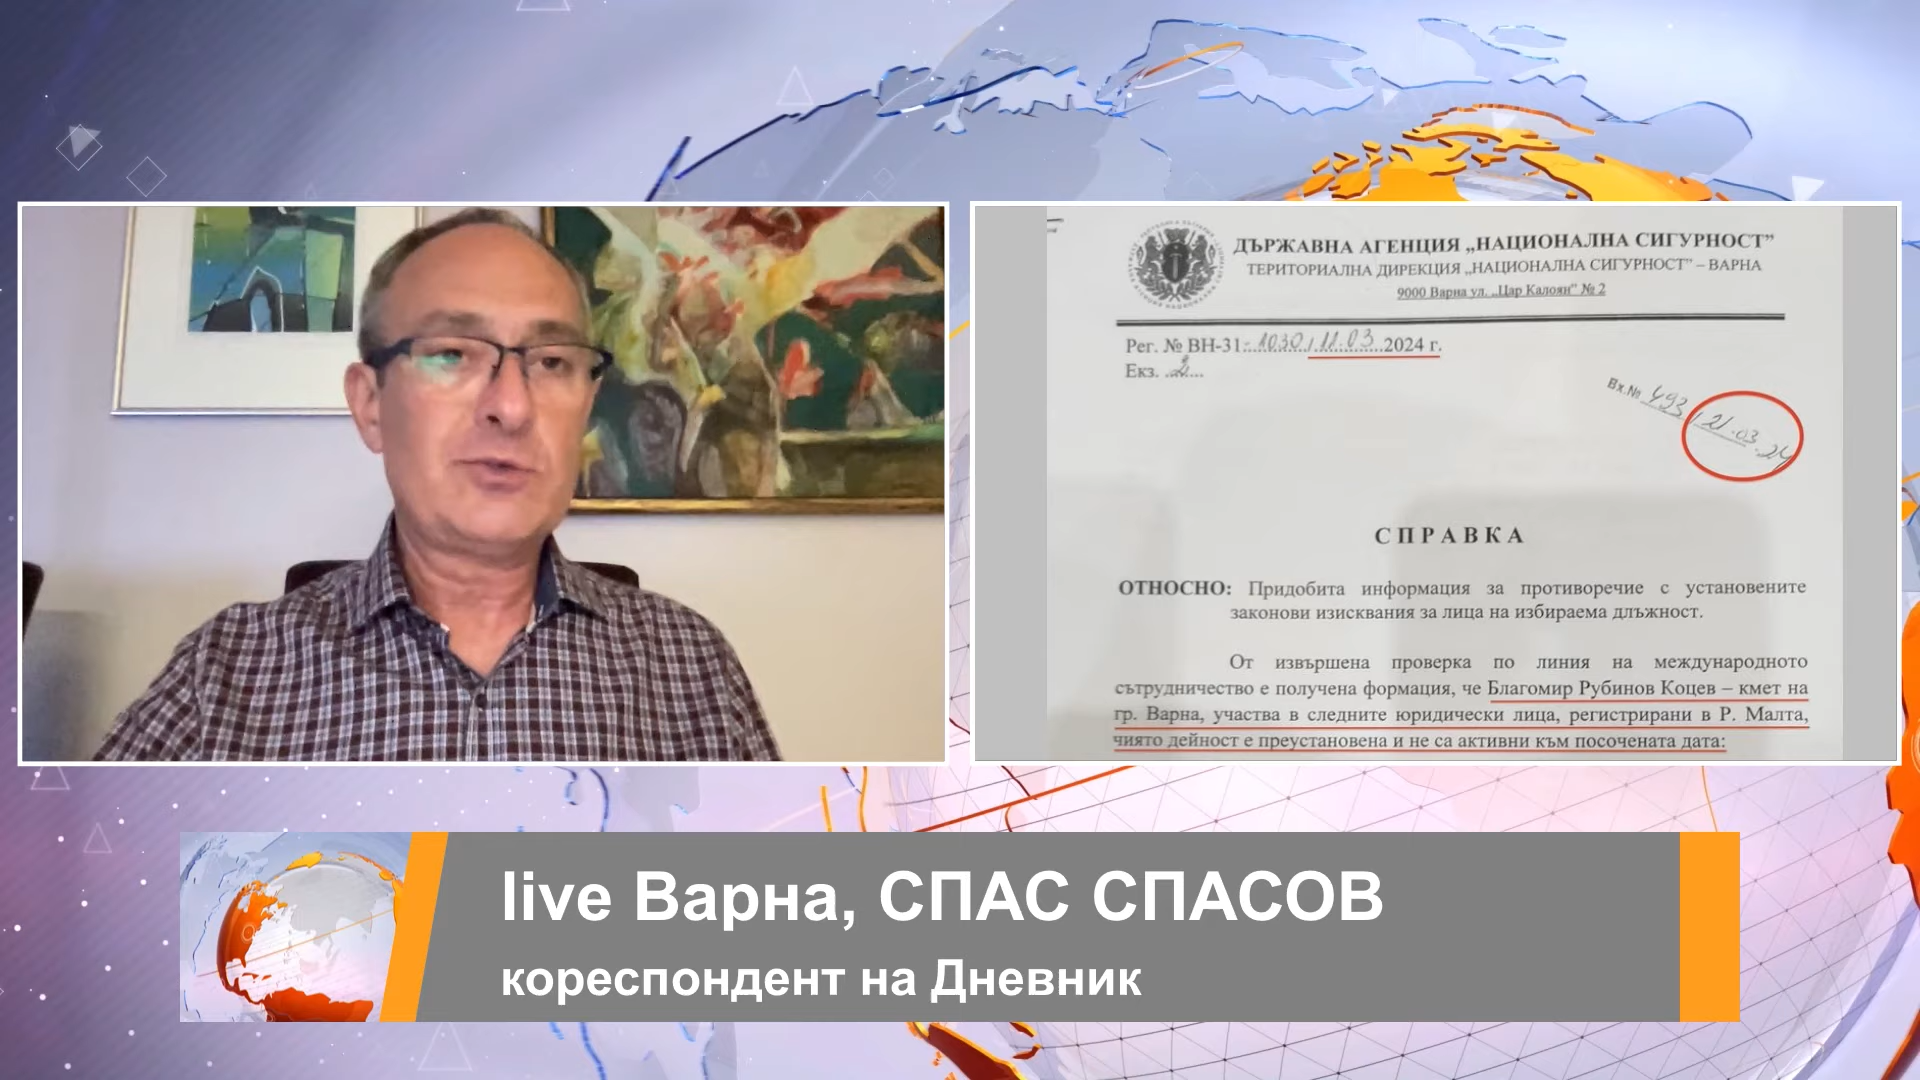 ДЪРЖАВНА АГЕНЦИЯ „НАЦИОНАЛНА СИГУРНОСТ”
ТЕРИТОРИАЛНА ДИРЕКЦИЯ „НАЦИОНАЛНА СИГУРНОСТ” – ВАРНА
9000 Варна ул. „Цар Калоян” № 2
Рег. № ВН-31-1030/11.03.2024 г.
Екз. 2
Вх.№ 493/21.03.24
СПРАВКА
ОТНОСНО: Придобита информация за противоречие с установените
законови изисквания за лица на избираема длъжност.
От извършена проверка по линия на международното
сътрудничество е получена формация, че Благомир Рубинов Коцев – кмет на
гр. Варна, участва в следните юридически лица, регистрирани в Р. Малта,
чиято дейност е преустановена и не са активни към посочената дата:
live Варна, СПАС СПАСОВ
кореспондент на Дневник